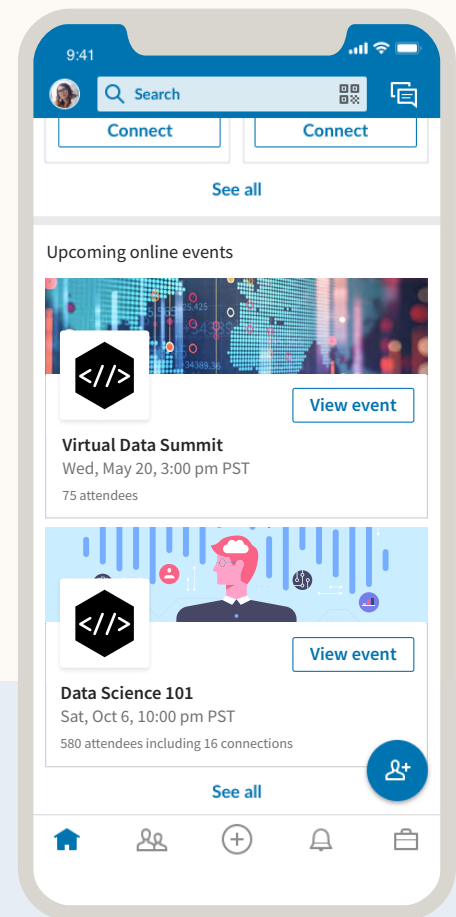 9:41
Search
Connect
Connect
See all
Upcoming online events
</>
View event
Virtual Data Summit
Wed, May 20, 3:00 pm PST
75 attendees
<//>
View event
Data Science 101
Sat, Oct 6, 10:00 pm PST
580 attendees including 16 connections
See all